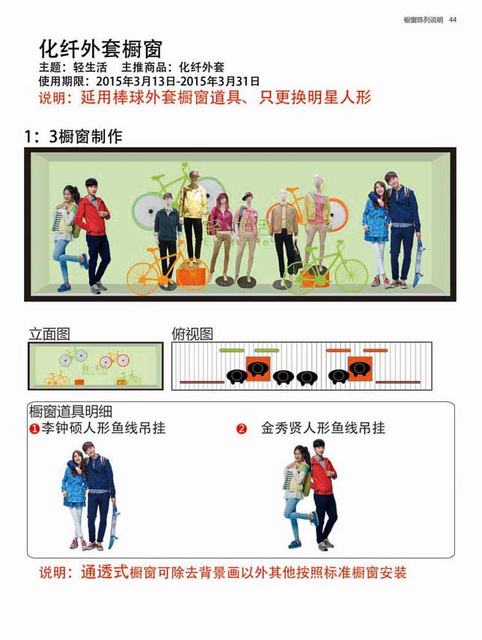 橱窗陈列说明 44
化纤外套橱窗
主题：轻生活 主推商品：化纤外套
使用期限：2015年3月13日-2015年3月31日
说明：延用棒球外套橱窗道具、只更换明星人形
1：3橱窗制作
立面图
俯视图
橱窗道具明细
1 李钟硕人形鱼线吊挂
2 金秀贤人形鱼线吊挂
说明：通透式橱窗可除去背景画以外其他按照标准橱窗安装